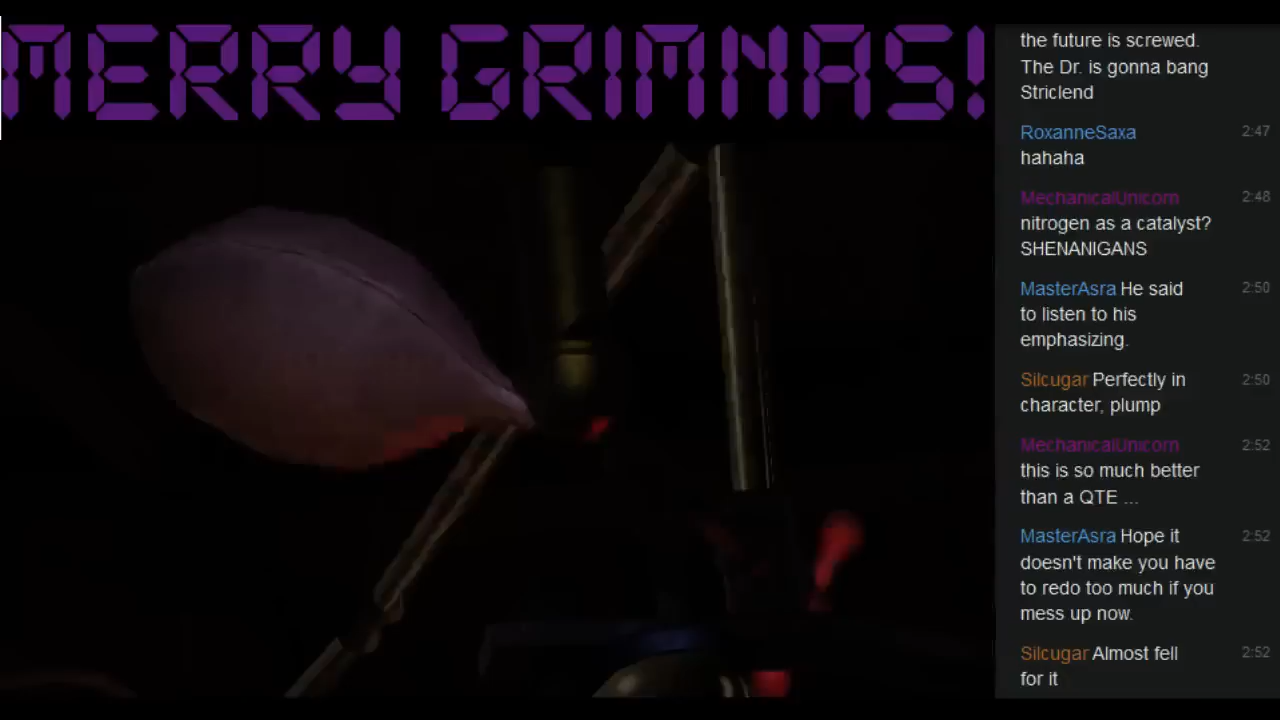 MERRY GRIMNAS!
the future is screwed.
The Dr. is gonna bang
Striclend
RoxanneSaxa 2:47
hahaha
MechanicalUnicorn 2:48
nitrogen as a catalyst?
SHENANIGANS
MasterAsra He said 2:50
to listen to his
emphasizing.
Silcugar Perfectly in 2:50
character, plump
MechanicalUnicorn 2:52
this is so much better
than a QTE ...
MasterAsra Hope it 2:52
doesn't make you have
to redo too much if you
mess up now.
Silcugar Almost fell 2:52
for it